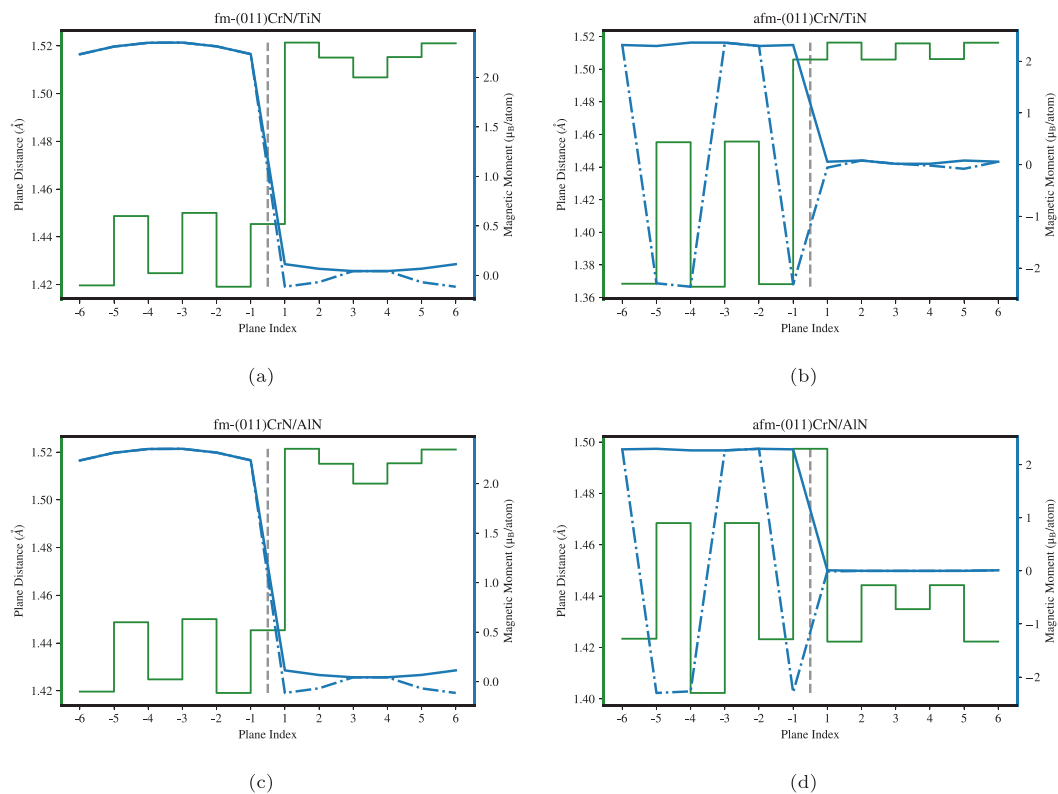 fm-(011)CrN/TiN
1.52
1.50
1.48
1.46
1.44
1.42
Plane Distance (Å)
2.0
1.5
1.0
0.5
0.0
Magnetic Moment (μB/atom)
-6 -5 -4 -3 -2 -1 1 2 3 4 5 6
Plane Index
(a)
afm-(011)CrN/TiN
1.52
1.50
1.48
1.46
1.44
1.42
1.40
1.38
1.36
Plane Distance (Å)
2
1
0
−1
−2
Magnetic Moment (μB/atom)
-6 -5 -4 -3 -2 -1 1 2 3 4 5 6
Plane Index
(b)
fm-(011)CrN/AlN
1.52
1.50
1.48
1.46
1.44
1.42
Plane Distance (Å)
2.0
1.5
1.0
0.5
0.0
Magnetic Moment (μB/atom)
-6 -5 -4 -3 -2 -1 1 2 3 4 5 6
Plane Index
(c)
afm-(011)CrN/AlN
1.50
1.48
1.46
1.44
1.42
1.40
Plane Distance (Å)
2
1
0
−1
−2
Magnetic Moment (μB/atom)
-6 -5 -4 -3 -2 -1 1 2 3 4 5 6
Plane Index
(d)